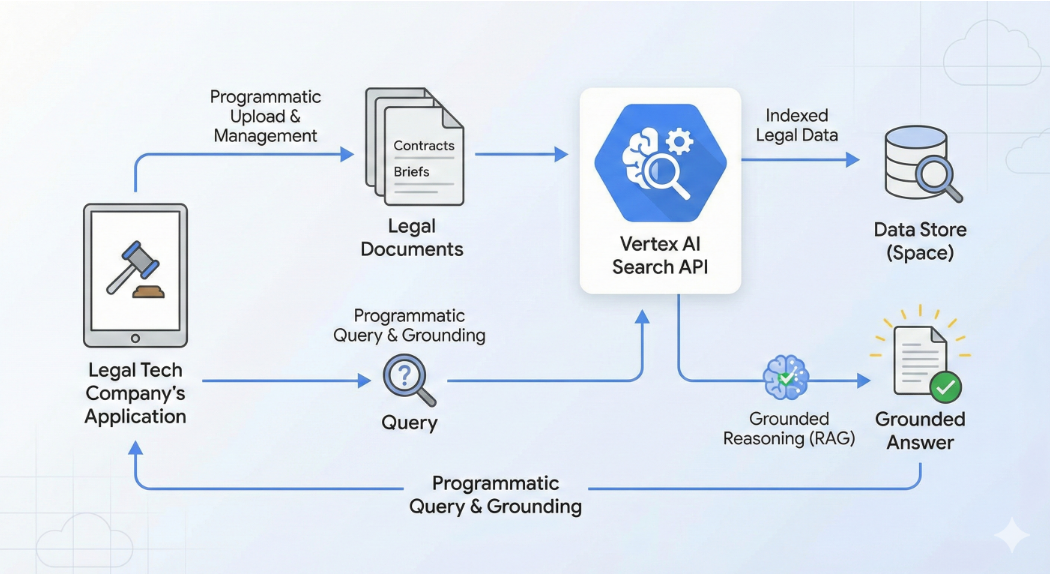 Programmatic
Upload &
Management
Contracts
Briefs
Legal
Documents
Vertex AI
Search API
Indexed
Legal Data
Data Store
(Space)
Legal Tech
Company's
Application
Programmatic
Query & Grounding
?
Query
Grounded
Reasoning (RAG)
Grounded
Answer
Programmatic
Query & Grounding